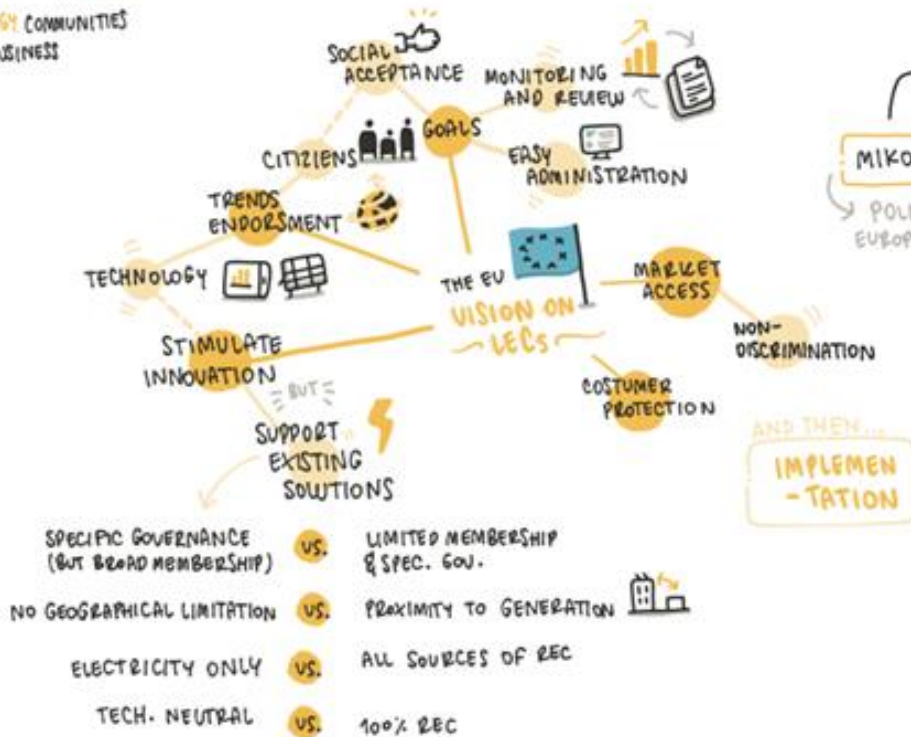 COMMUNITIES
SOCIAL
ACCEPTANCE
MONITORING
AND REVIEW
GOALS
CITIZIENS
EASY
ADMINISTRATION
TRENDS
ENDORSMENT
TECHNOLOGY
THE EU
VISION ON
LECs
MARKET
ACCESS
NON-
DISCRIMINATION
STIMULATE
INNOVATION
COSTUMER
PROTECTION
BUT
SUPPORT
EXISTING
SOLUTIONS
AND THEN...
IMPLEMEN
-TATION
SPECIFIC GOVERNANCE
(BUT BROAD MEMBERSHIP)
VS.
LIMITED MEMBERSHIP
& SPEC. GOV.
NO GEOGRAPHICAL LIMITATION VS. PROXIMITY TO GENERATION
ELECTRICITY ONLY VS. ALL SOURCES OF REC
TECH. NEUTRAL VS. 100% REC
MIKO
POLI
EUROP